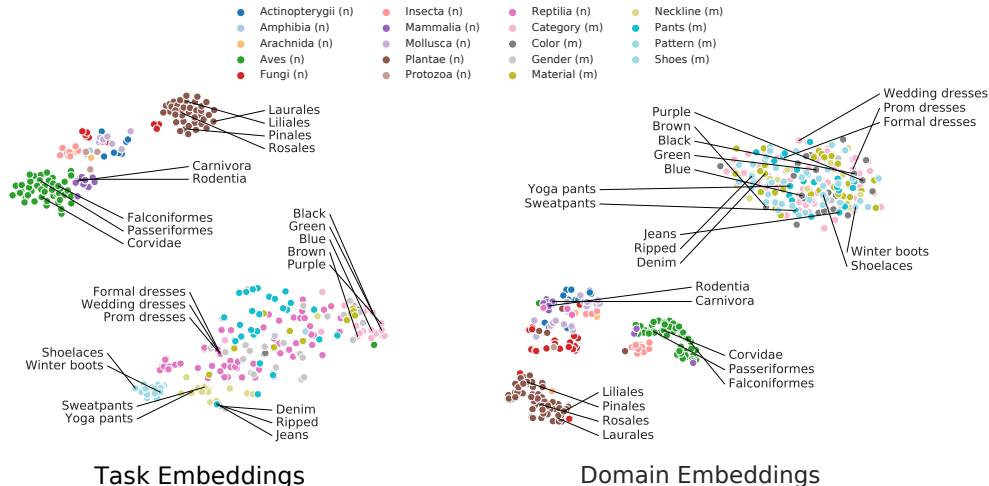 Actinopterygii (n)
Amphibia (n)
Arachnida (n)
Aves (n)
Fungi (n)
Insecta (n)
Mammalia (n)
Mollusca (n)
Plantae (n)
Protozoa (n)
Reptilia (n)
Category (m)
Color (m)
Gender (m)
Material (m)
Neckline (m)
Pants (m)
Pattern (m)
Shoes (m)
Laurales
Liliales
Pinales
Rosales
Carnivora
Rodentia
Falconiformes
Passeriformes
Corvidae
Black
Green
Blue
Brown
Purple
Formal dresses
Wedding dresses
Prom dresses
Shoelaces
Winter boots
Sweatpants
Yoga pants
Denim
Ripped
Jeans
Task Embeddings
Wedding dresses
Prom dresses
Formal dresses
Purple
Brown
Black
Green
Blue
Yoga pants
Sweatpants
Jeans
Ripped
Denim
Winter boots
Shoelaces
Rodentia
Carnivora
Corvidae
Passeriformes
Falconiformes
Liliales
Pinales
Rosales
Laurales
Domain Embeddings